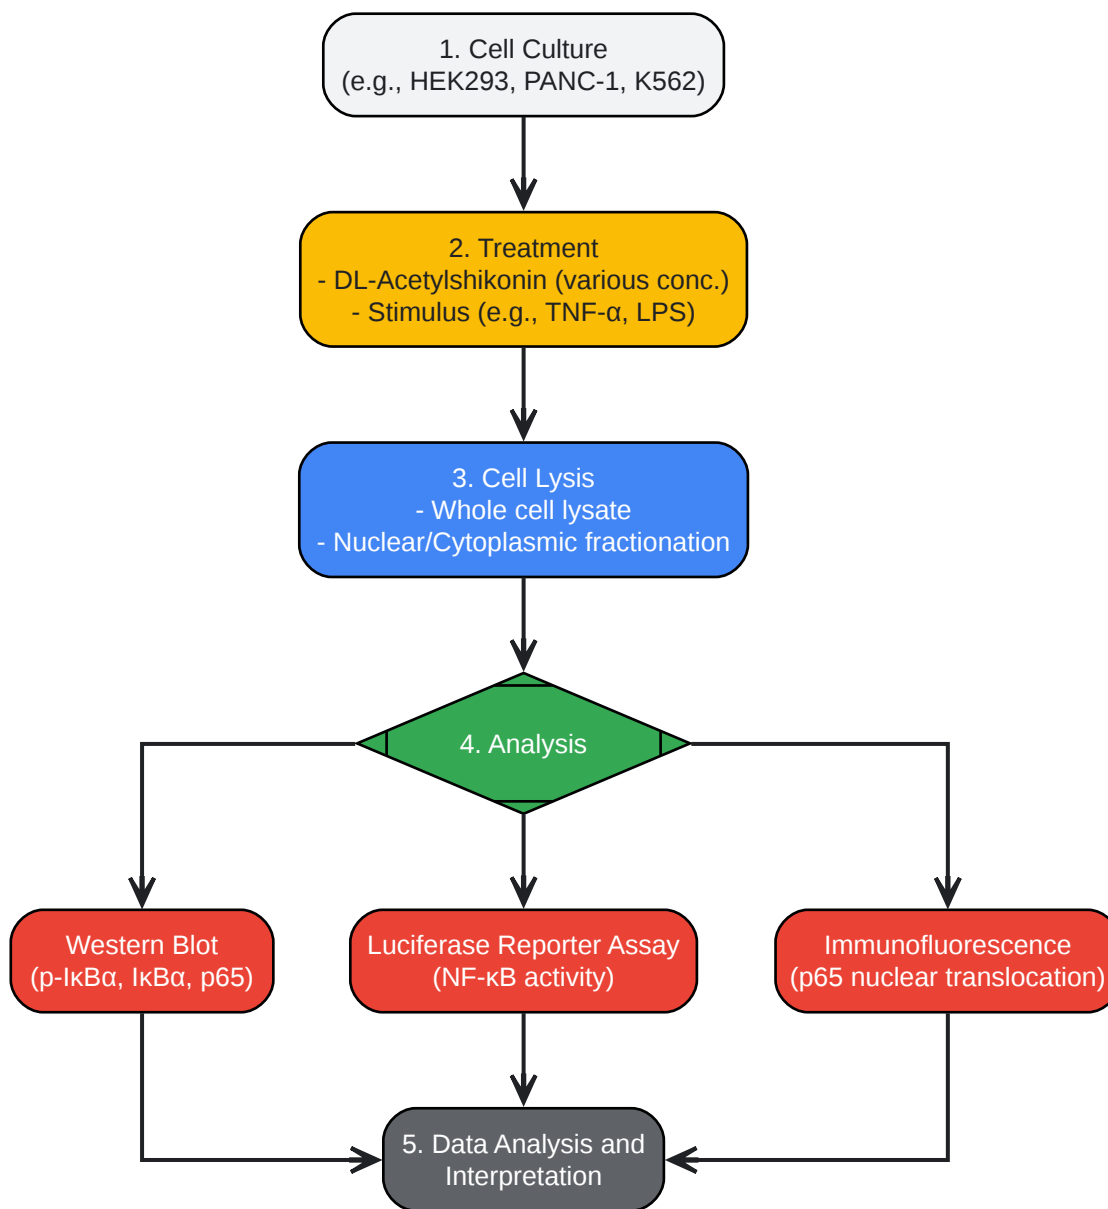 1. Cell Culture
(e.g., HEK293, PANC-1, K562)
2. Treatment
- DL-Acetylshikonin (various conc.)
- Stimulus (e.g., TNF-α, LPS)
3. Cell Lysis
- Whole cell lysate
- Nuclear/Cytoplasmic fractionation
4. Analysis
Western Blot
(p-IκBα, IκBα, p65)
Luciferase Reporter Assay
(NF-κB activity)
Immunofluorescence
(p65 nuclear translocation)
5. Data Analysis and
Interpretation